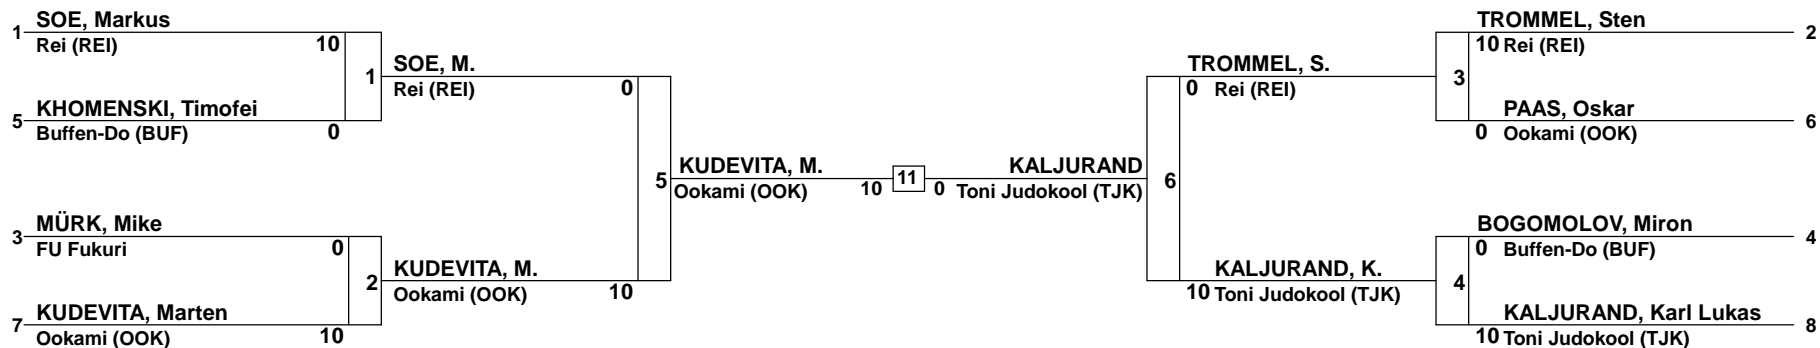 1
SOE, Markus
Rei (REI)
10
5
KHOMENSKI, Timofei
Buffen-Do (BUF)
0
1
SOE, M.
Rei (REI)
0
3
MÜRK, Mike
FU Fukuri
0
7
KUDEVITA, Marten
Ookami (OOK)
10
2
KUDEVITA, M.
Ookami (OOK)
10
5
KUDEVITA, M.
Ookami (OOK)
10
11
0
KALJURAND
Toni Judokool (TJK)
6
TROMMEL, S.
0 Rei (REI)
KALJURAND, K.
10 Toni Judokool (TJK)
3
TROMMEL, Sten
10 Rei (REI)
2
PAAS, Oskar
0 Ookami (OOK)
6
4
BOGOMOLOV, Miron
0 Buffen-Do (BUF)
4
KALJURAND, Karl Lukas
10 Toni Judokool (TJK)
8